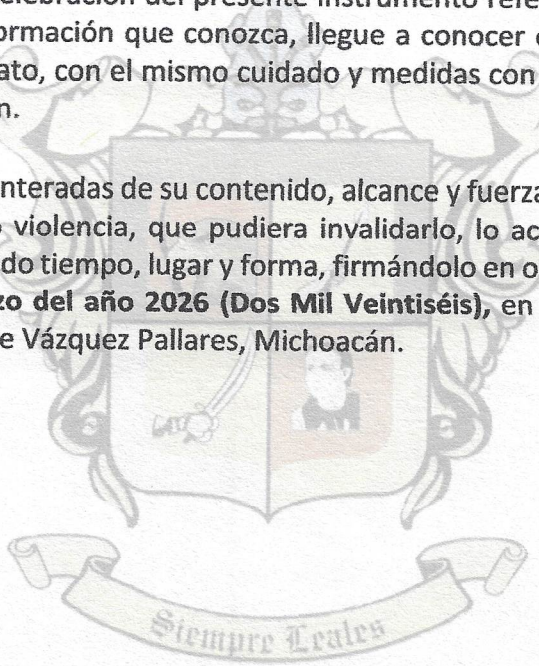 elebración del presente instrumento refe
ormación que conozca, llegue a conocer
ato, con el mismo cuidado y medidas con
n.
nteradas de su contenido, alcance y fuerza
violencia, que pudiera invalidarlo, lo ac
do tiempo, lugar y forma, firmándolo en o
zo del año 2026 (Dos Mil Veintiséis), en
e Vázquez Pallares, Michoacán.
Siempre Leales